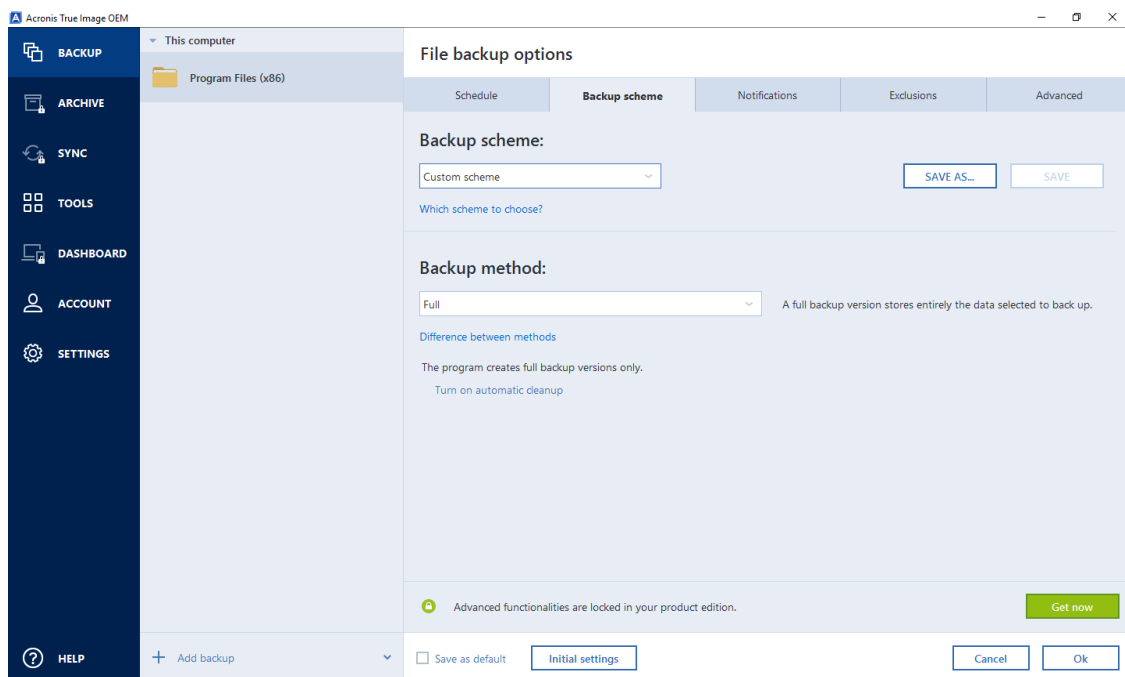 Acronis True Image OEM
BACKUP
ARCHIVE
SYNC
TOOLS
DASHBOARD
ACCOUNT
SETTINGS
HELP
This computer
Program Files (x86)
Add backup
File backup options
Schedule
Backup scheme
Notifications
Exclusions
Advanced
Backup scheme:
Custom scheme
SAVE AS...
SAVE
Which scheme to choose?
Backup method:
Full
A full backup version stores entirely the data selected to back up.
Difference between methods
The program creates full backup versions only.
Turn on automatic cleanup
Advanced functionalities are locked in your product edition.
Get now
Save as default
Initial settings
Cancel
Ok